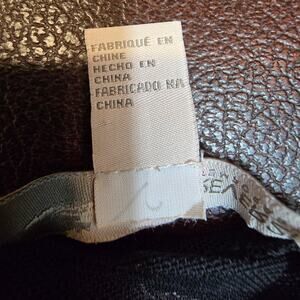 FABRIQUÉ EN
CHINE
HECHO EN
CHINA
FABRICADO NA
CHINA